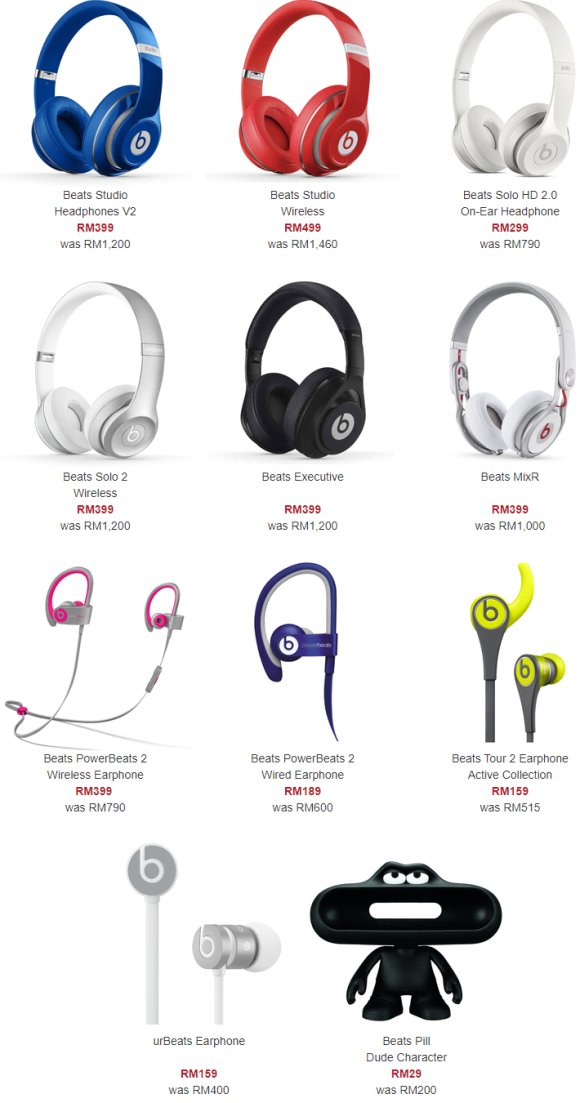 Beats Studio
Headphones V2
RM399
was RM1,200
Beats Studio
Wireless
RM499
was RM1,460
Beats Solo HD 2.0
On-Ear Headphone
RM299
was RM790
Beats Solo 2
Wireless
RM399
was RM1,200
Beats Executive
RM399
was RM1,200
Beats MixR
RM399
was RM1,000
powerbeats
Beats PowerBeats 2
Wireless Earphone
RM399
was RM790
Beats PowerBeats 2
Wired Earphone
RM189
was RM600
Beats Tour 2 Earphone
Active Collection
RM159
was RM515
urBeats Earphone
RM159
was RM400
Beats Pill
Dude Character
RM29
was RM200